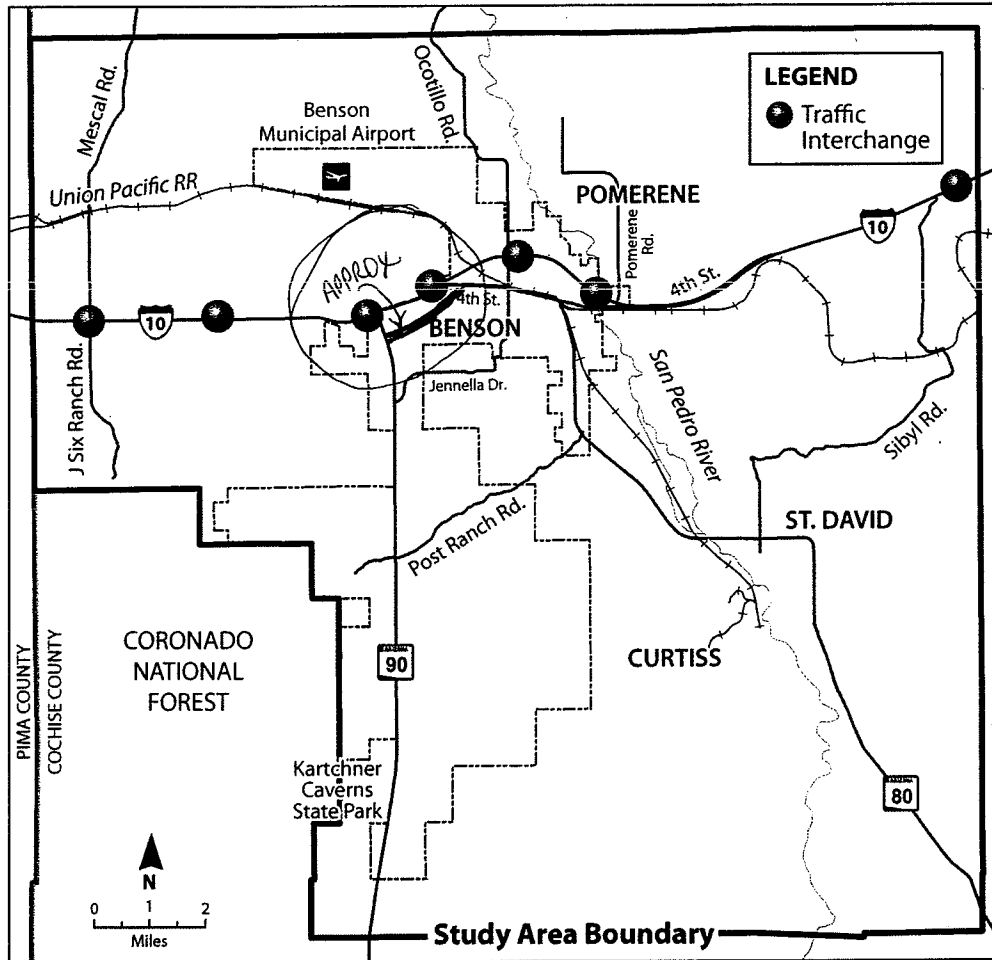 Mescal Rd.
Ocotillo Rd.
LEGEND
Traffic
Interchange
Benson
Municipal Airport
Union Pacific RR
POMERENE
Pomerene
Rd.
10
4th St.
APPROX
4th St.
10
BENSON
Jennella Dr.
J Six Ranch Rd.
San Pedro River
Sibyl Rd.
Post Ranch Rd.
ST. DAVID
CORONADO
NATIONAL
FOREST
90
CURTISS
PIMA COUNTY
COCHISE COUNTY
Kartchner
Caverns
State Park
80
N
0 1 2
Miles
Study Area Boundary